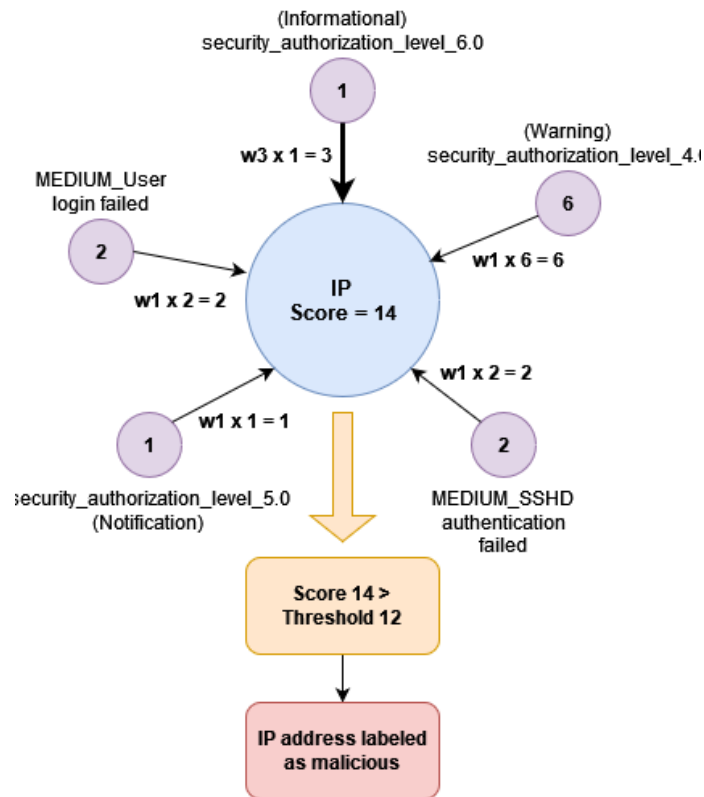 (Informational)
security_authorization_level_6.0
1
w3 x 1 = 3
(Warning)
security_authorization_level_4.0
6
w1 x 6 = 6
MEDIUM_User
login failed
2
w1 x 2 = 2
IP
Score = 14
w1 x 2 = 2
2
MEDIUM_SSHD
authentication
failed
w1 x 1 = 1
1
security_authorization_level_5.0
(Notification)
Score 14 >
Threshold 12
IP address labeled
as malicious